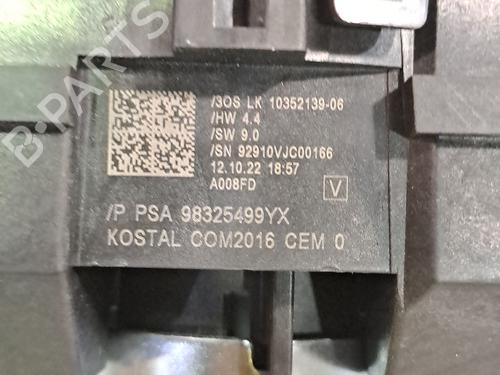 /3OS LK 10352139-06
/HW 4.4
/SW 9.0
/SN 92910VJC00166
12.10.22 18:57
A008FD
V
/P PSA 98325499YX
KOSTAL COM2016 CEM 0
B-PARTS